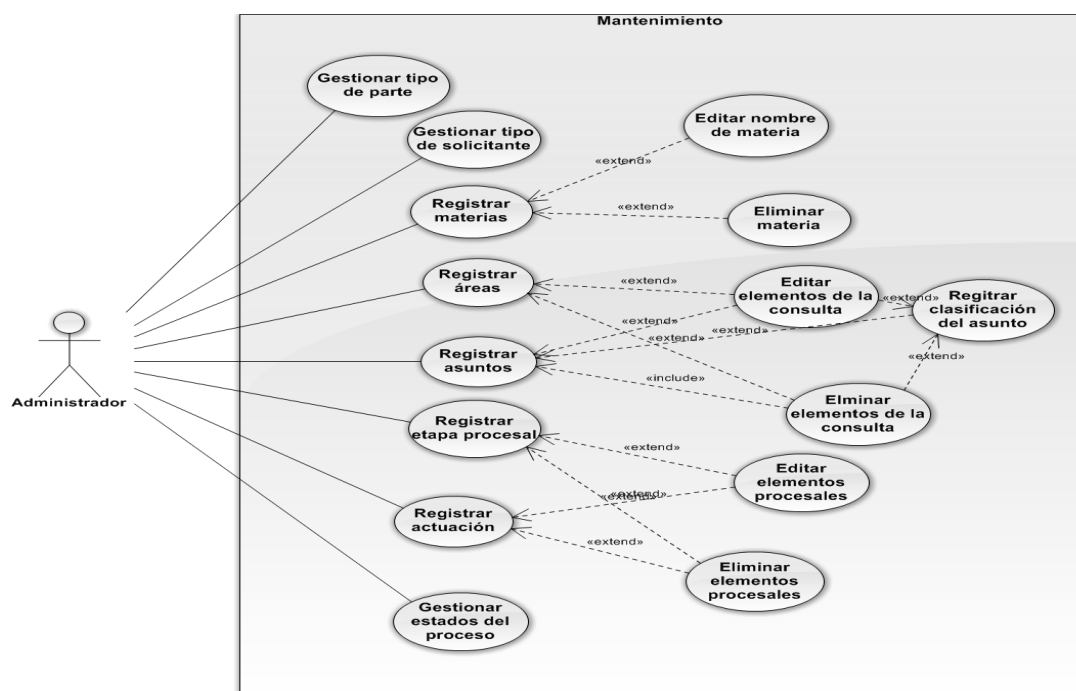 Mantenimiento
Gestionar tipo
de parte
Gestionar tipo
de solicitante
Editar nombre
de materia
«extend»
Registrar
materias
«extend»
Eliminar
materia
Registrar
áreas
«extend»
Editar
elementos de la
consulta
«extend»
Regitrar
clasificación
del asunto
«extend»
«extend»
Registrar
asuntos
«extend»
«include»
Elminar
elementos de la
consulta
Administrador
Registrar
etapa procesal
«extend»
Editar
elementos
procesales
«extend»
«extend»
Registrar
actuación
«extend»
Eliminar
elementos
procesales
Gestionar
estados del
proceso